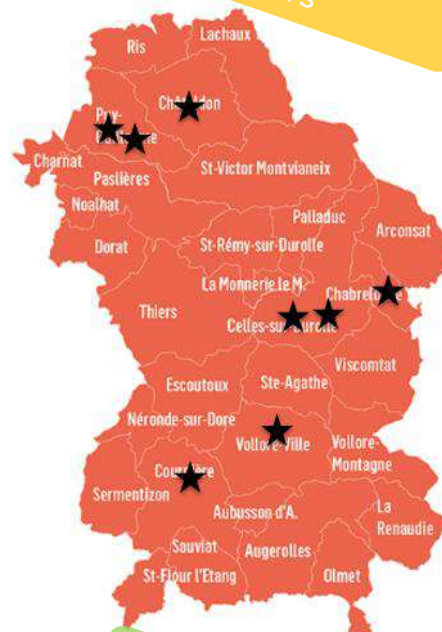 Lachaux
Ris
Châteldon
Puy-
Guillaume
Charnat
St-Victor Montvianeix
Paslières
Noalhat
Palladuc
Arconsat
Dorat
St-Rémy-sur-Durolle
La Monnerie le M.
Chabreloche
Thiers
Celles-sur-Durolle
Viscomtat
Escoutoux
Ste-Agathe
Néronde-sur-Dore
Vollore-Ville
Vollore-
Montagne
Courpière
Sermentizon
Aubusson d'A.
La
Renaudie
Sauviat
Augerolles
St-Flour l'Etang
Olmet